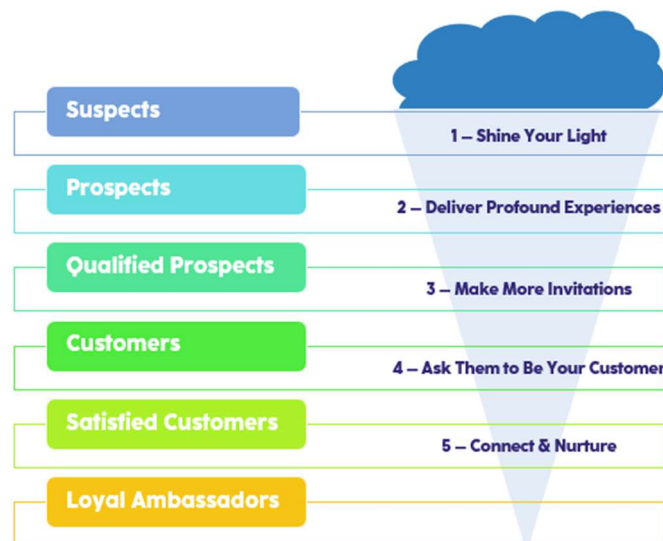 Suspects
1 – Shine Your Light
Prospects
2 – Deliver Profound Experiences
Qualified Prospects
3 – Make More Invitations
Customers
4 – Ask Them to Be Your Customer
Satisfied Customers
5 – Connect & Nurture
Loyal Ambassadors